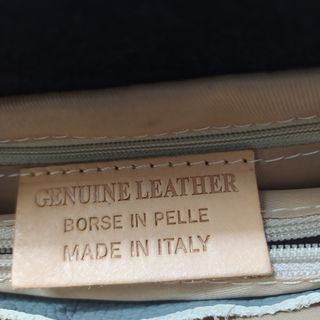 GENUINE LEATHER
BORSE IN PELLE
MADE IN ITALY